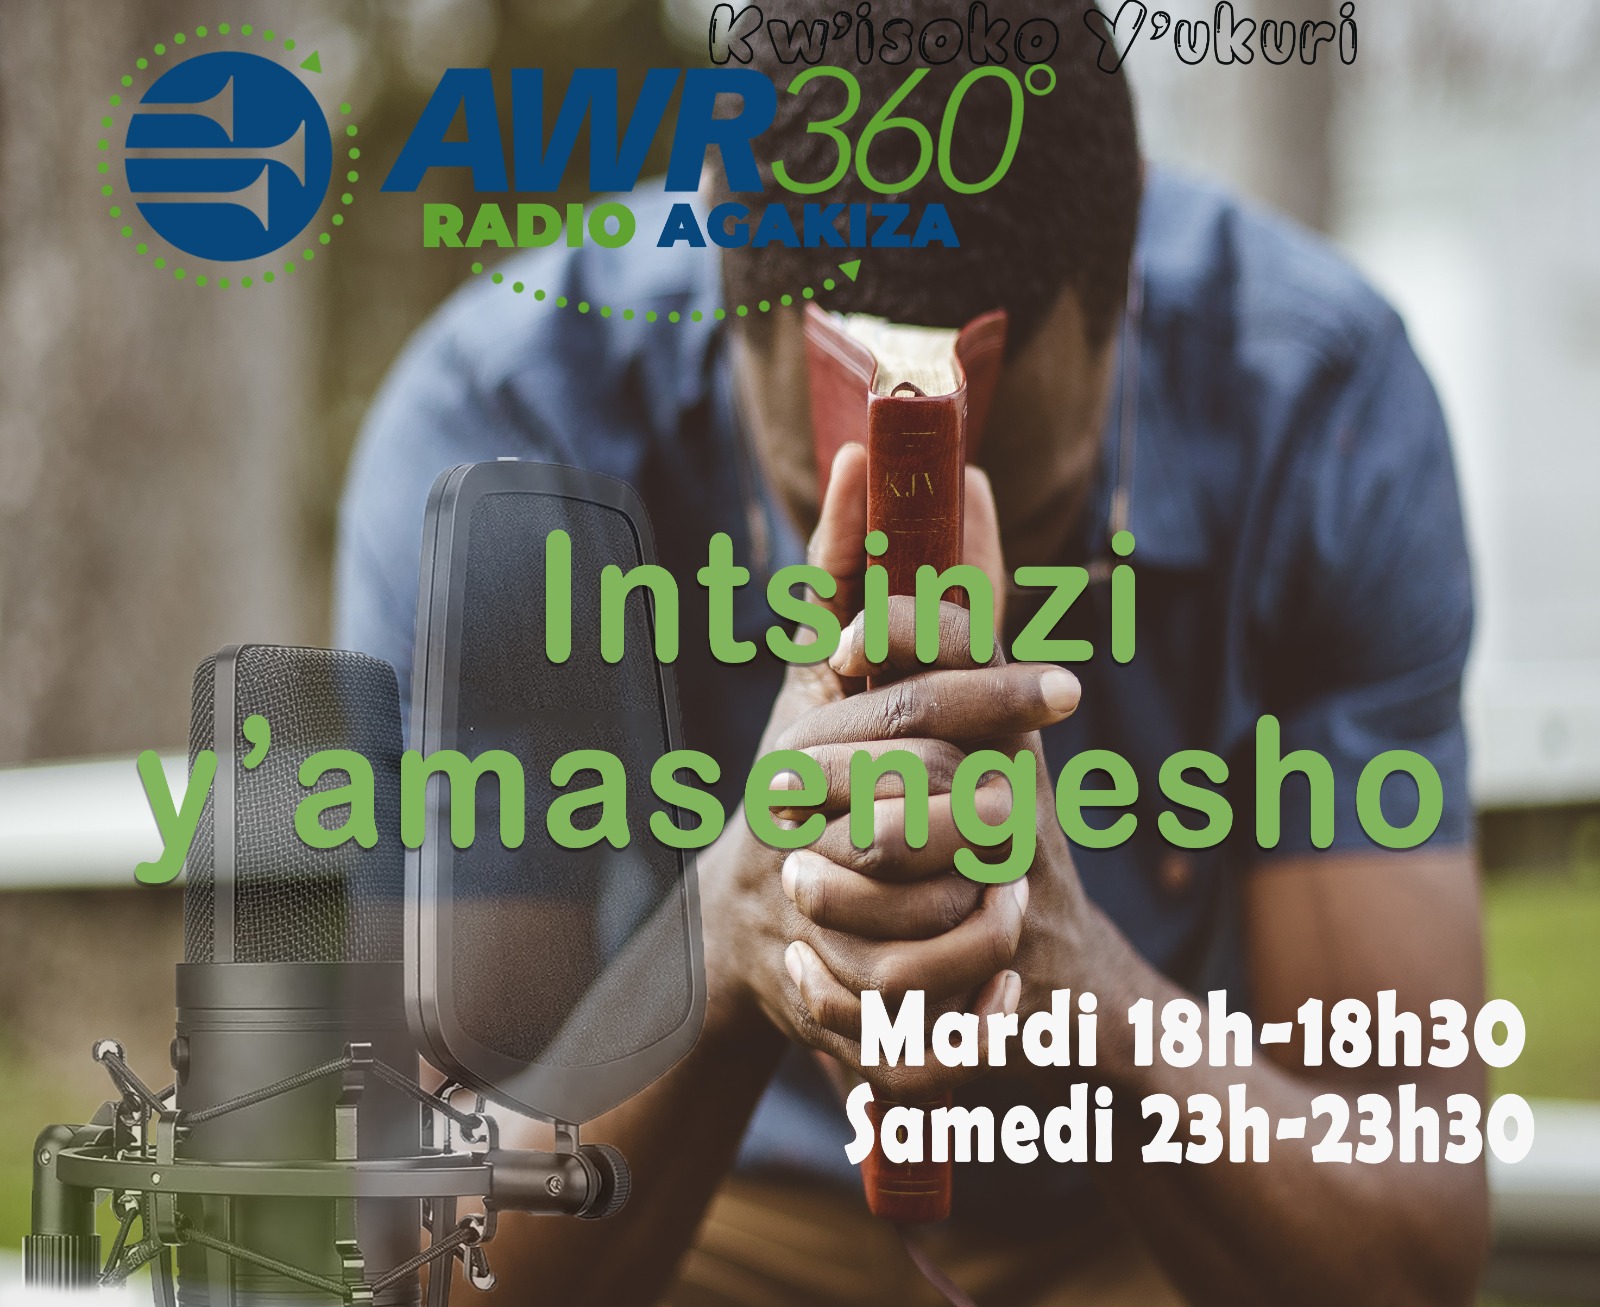 Kw'isoko Y'ukuri
AWR360°
RADIO AGAKIZA
KJV
Intsinzi
y'amasengesho
Mardi 18h-18h30
Samedi 23h-23h30